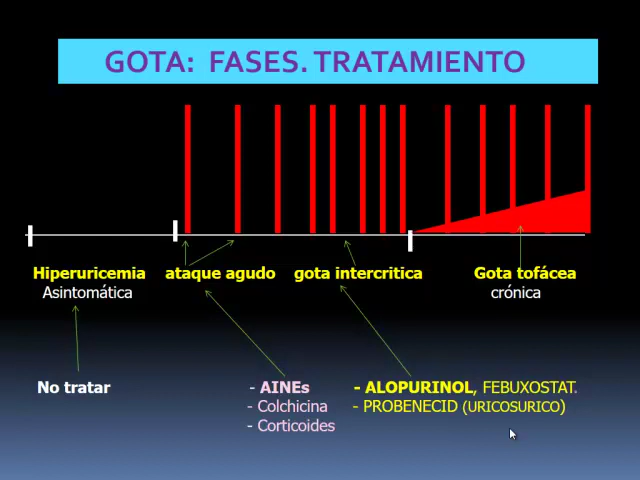 GOTA: FASES. TRATAMIENTO
Hiperuricemia ataque agudo gota intercritica Gota tofácea
Asintomática crónica
No tratar - AINEs - ALOPURINOL, FEBUXOSTAT.
- Colchicina - PROBENECID (URICOSURICO)
- Corticoides